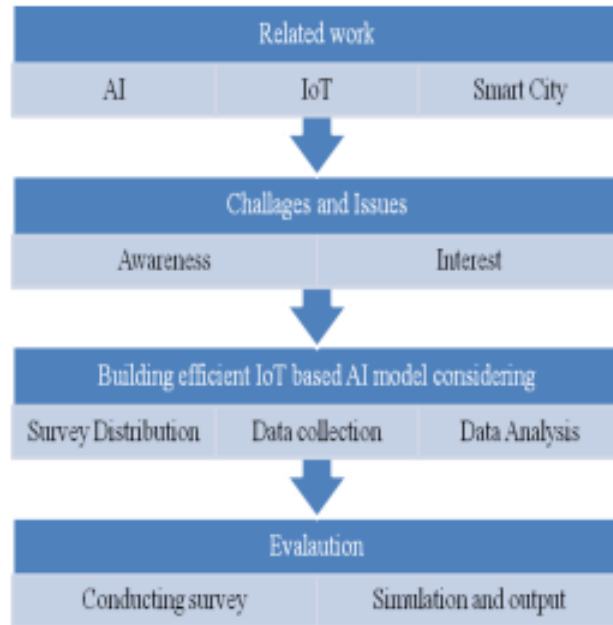 Related work
AI IoT Smart City
Challages and Issues
Awareness Interest
Building efficient IoT based AI model considering
Survey Distribution Data collection Data Analysis
Evalaution
Conducting survey Simulation and output